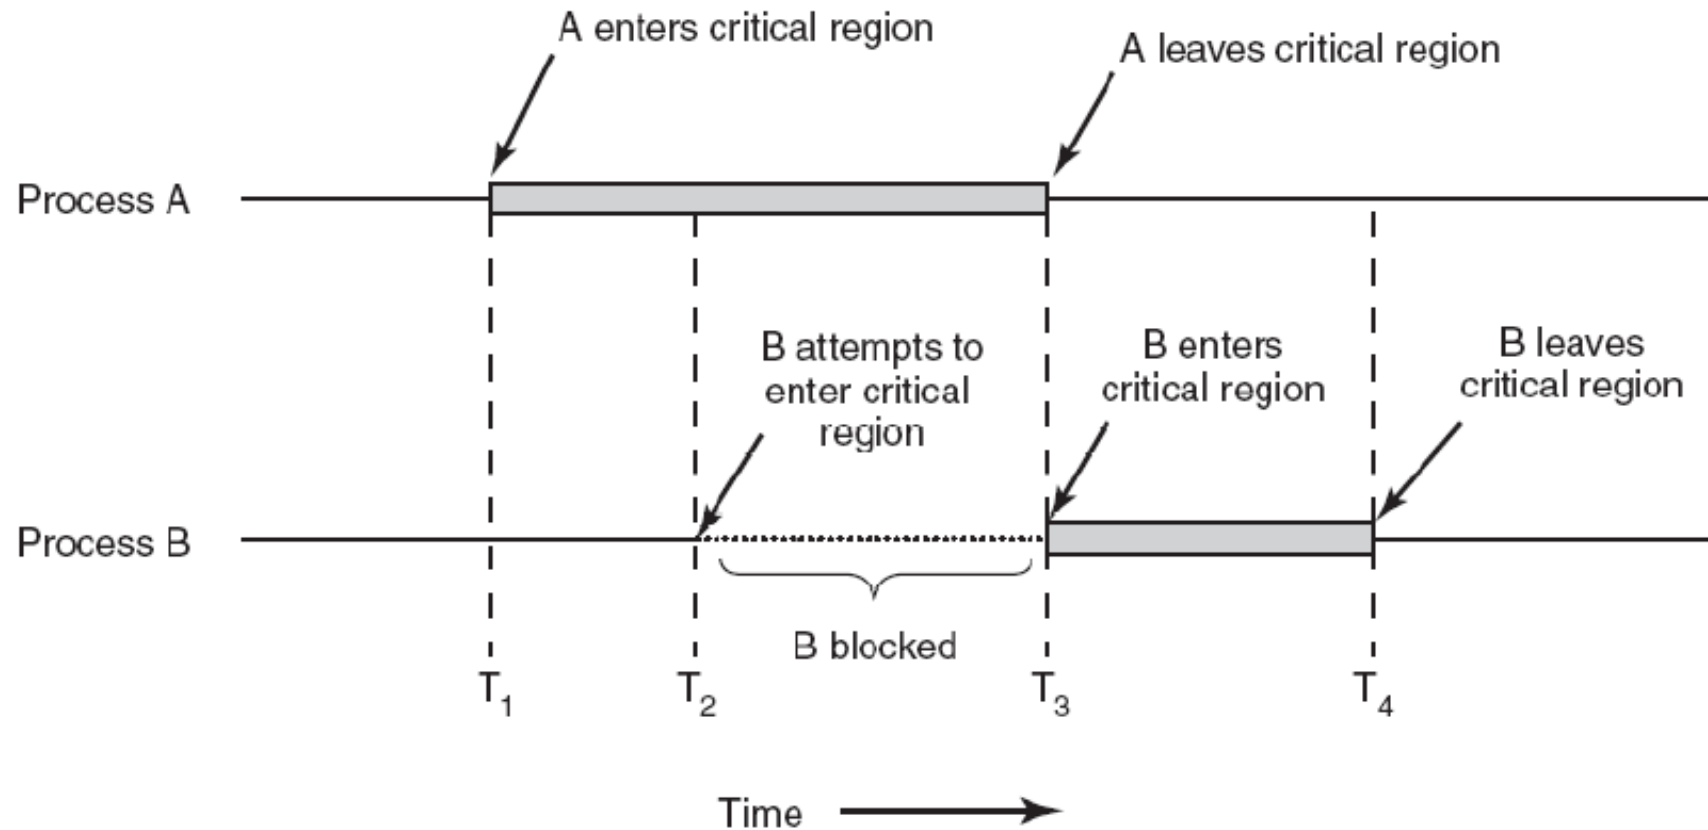 A enters critical region
A leaves critical region
Process A
B attempts to
enter critical
region
B enters
critical region
B leaves
critical region
Process B
B blocked
T1
T2
T3
T4
Time